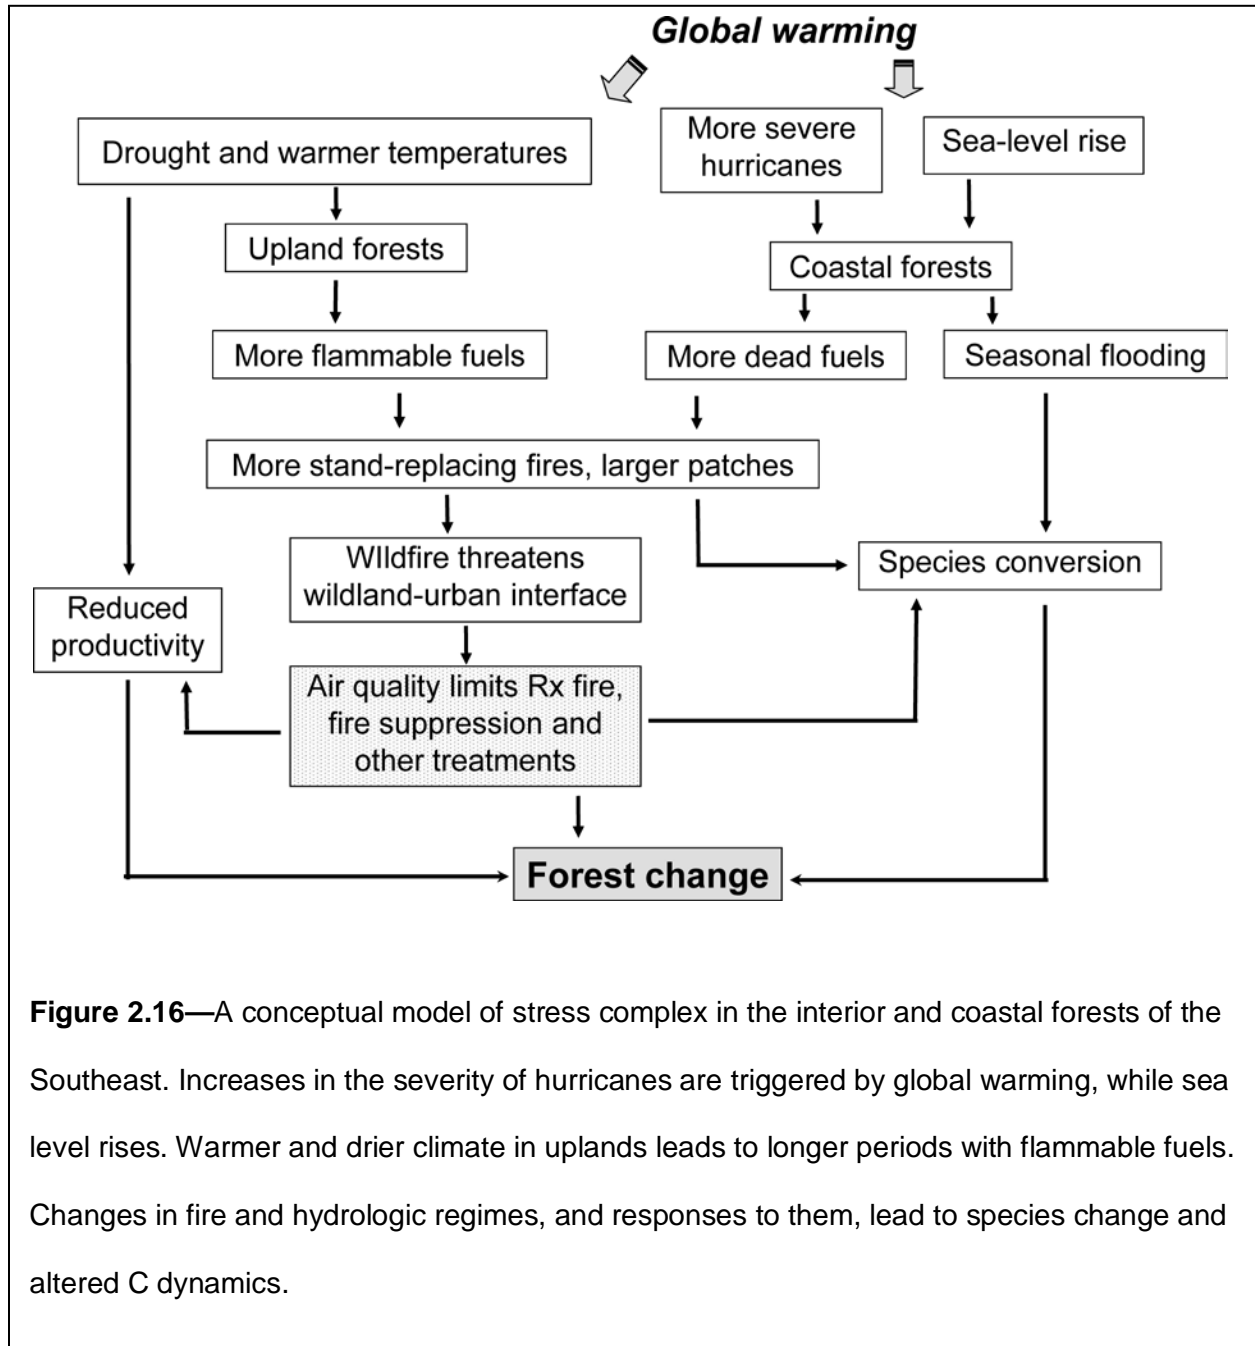 Global warming
Drought and warmer temperatures
More severe
hurricanes
Sea-level rise
Upland forests
Coastal forests
More flammable fuels
More dead fuels
Seasonal flooding
More stand-replacing fires, larger patches
WIldfire threatens
wildland-urban interface
Species conversion
Reduced
productivity
Air quality limits Rx fire,
fire suppression and
other treatments
Forest change
Figure 2.16—A conceptual model of stress complex in the interior and coastal forests of the
Southeast. Increases in the severity of hurricanes are triggered by global warming, while sea
level rises. Warmer and drier climate in uplands leads to longer periods with flammable fuels.
Changes in fire and hydrologic regimes, and responses to them, lead to species change and
altered C dynamics.